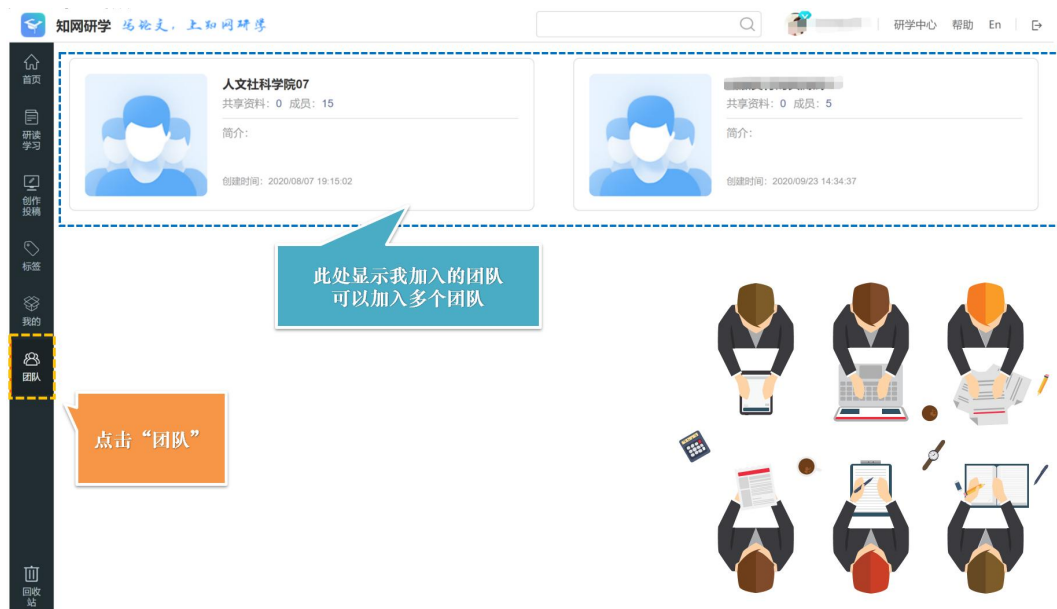 知网研学 写论文，上知网研学
研学中心 帮助 En
首页
研读
学习
创作
投稿
标签
我的
团队
回收
站
人文社科学院07
共享资料：0 成员：15
简介：
创建时间：2020/08/07 19:15:02
共享资料：0 成员：5
简介：
创建时间：2020/09/23 14:34:37
此处显示我加入的团队
可以加入多个团队
点击“团队”